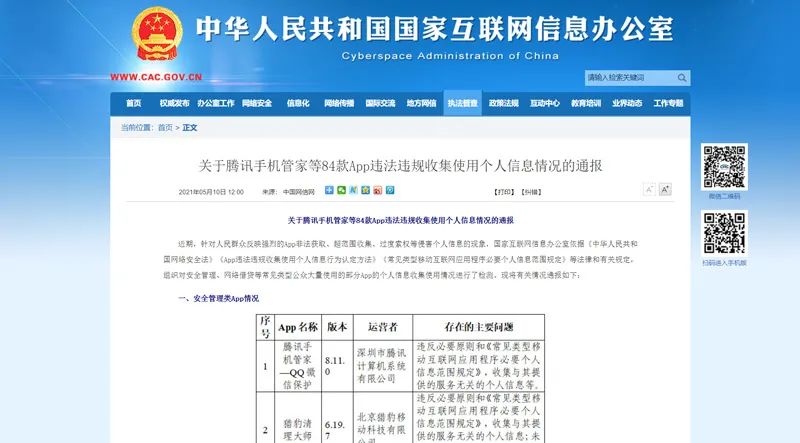 中华人民共和国国家互联网信息办公室
Cyberspace Administration of China
WWW.CAC.GOV.CN
请输入检索关键词
首页 权威发布 办公室工作 网络安全 信息化 网络传播 国际交流 地方网信 执法督查 政策法规 互动中心 教育培训 业界动态 工作专题
当前位置：首页 > 正文
关于腾讯手机管家等84款App违法违规收集使用个人信息情况的通报
2021年05月10日 12:00 来源：中国网信网 【打印】【纠错】
A- A+
微信二维码
扫码进入手机版
关于腾讯手机管家等84款App违法违规收集使用个人信息情况的通报
近期，针对人民群众反映强烈的App非法获取、超范围收集、过度索权等侵害个人信息的现象，国家互联网信息办公室依据《中华人民共和
国网络安全法》《App违法违规收集使用个人信息行为认定方法》《常见类型移动互联网应用程序必要个人信息范围规定》等法律和有关规定，
组织对安全管理、网络借贷等常见类型公众大量使用的部分App的个人信息收集使用情况进行了检测。现将有关情况通报如下：
一、安全管理类App情况
序号 App名称 版本 运营者 存在的主要问题
1 腾讯手机管家—QQ微信保护 8.11.0 深圳市腾讯计算机系统有限公司 违反必要原则和《常见类型移动互联网应用程序必要个人信息范围规定》，收集与其提供的服务无关的个人信息等。
2 猎豹清理大师 6.19.7 北京猎豹移动科技有限公司 违反必要原则和《常见类型移动互联网应用程序必要个人信息范围规定》，收集与其提供的服务无关的个人信息；未